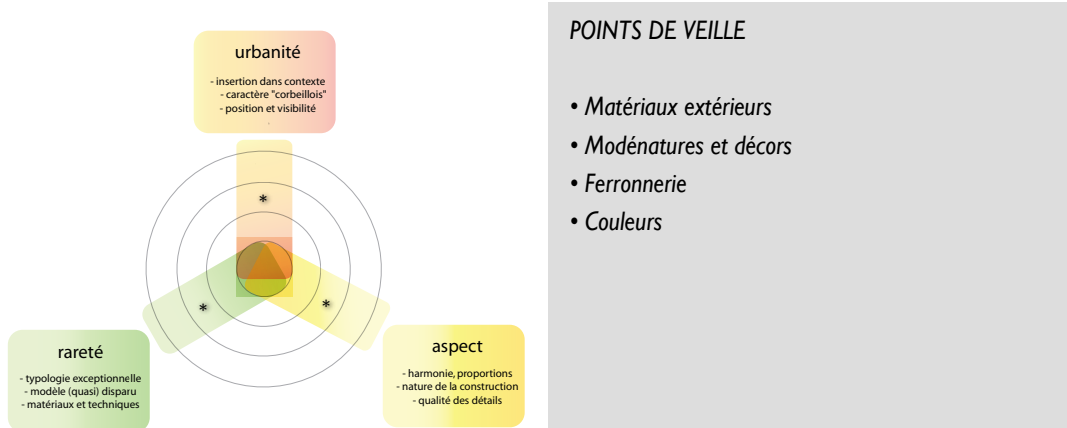 urbanité
- insertion dans contexte
- caractère "corbeillois"
- position et visibilité
*
*
*
rareté
- typologie exceptionnelle
- modèle (quasi) disparu
- matériaux et techniques
aspect
- harmonie, proportions
- nature de la construction
- qualité des détails
POINTS DE VEILLE
• Matériaux extérieurs
• Modénatures et décors
• Ferronnerie
• Couleurs